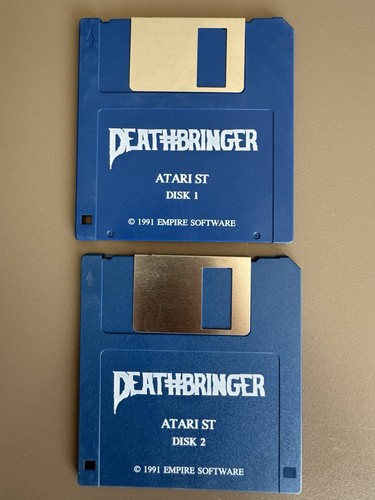 DEATHBRINGER
ATARI ST
DISK 1
© 1991 EMPIRE SOFTWARE
DEATHBRINGER
ATARI ST
DISK 2
© 1991 EMPIRE SOFTWARE